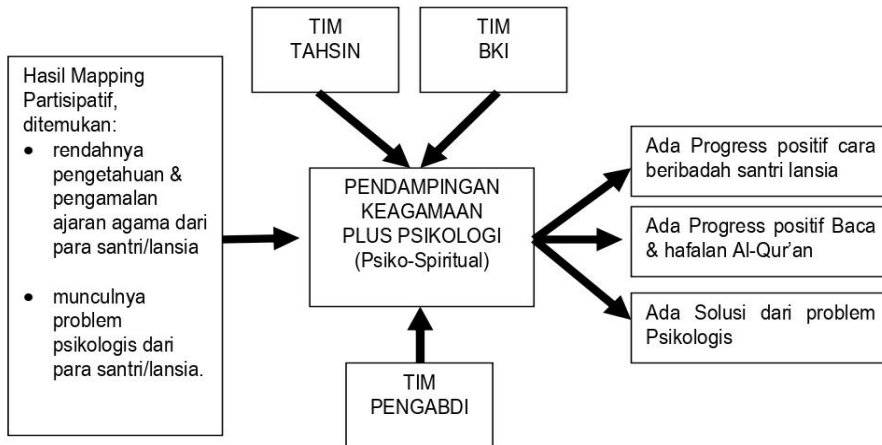 TIM
TAHSIN
TIM
BKI
Hasil Mapping
Partisipatif,
ditemukan:
• rendahnya
pengetahuan &
pengamalan
ajaran agama dari
para santri/lansia
• munculnya
problem
psikologis dari
para santri/lansia.
PENDAMPINGAN
KEAGAMAAN
PLUS PSIKOLOGI
(Psiko-Spiritual)
TIM
PENGABDI
Ada Progress positif cara
beribadah santri lansia
Ada Progress positif Baca
& hafalan Al-Qur'an
Ada Solusi dari problem
Psikologis